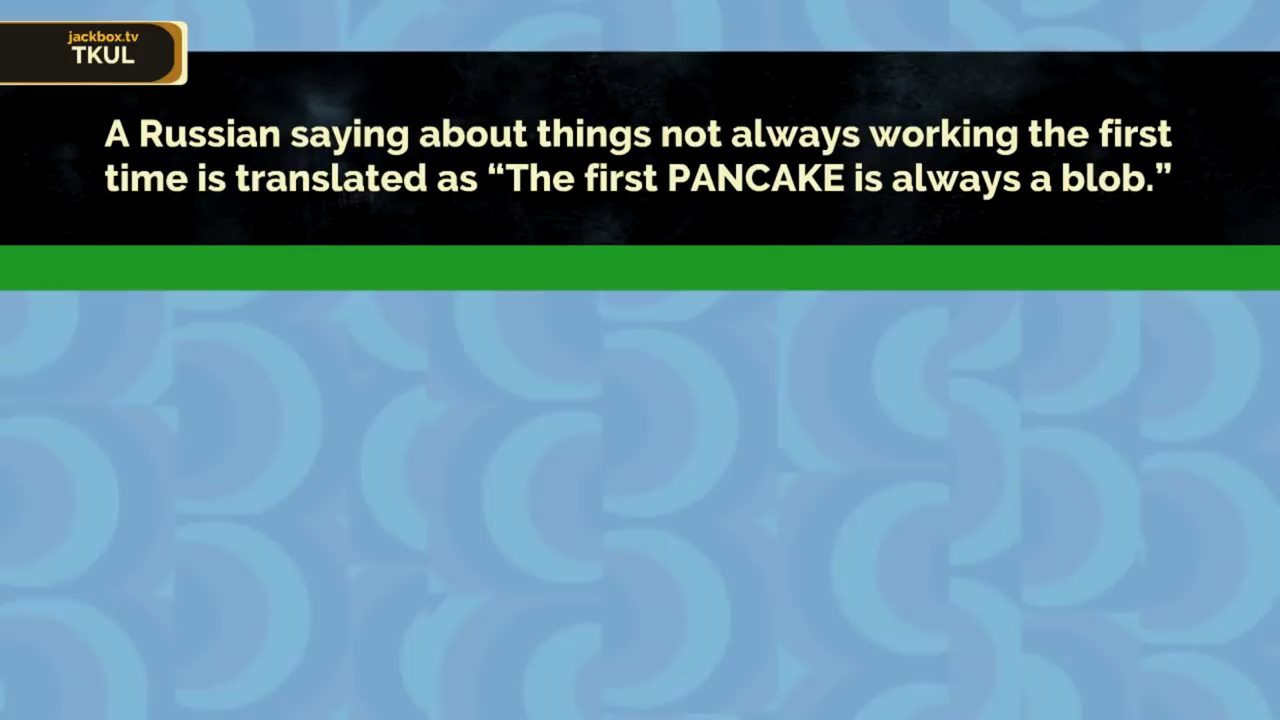 jackbox.tv
TKUL
A Russian saying about things not always working the first
time is translated as “The first PANCAKE is always a blob.”